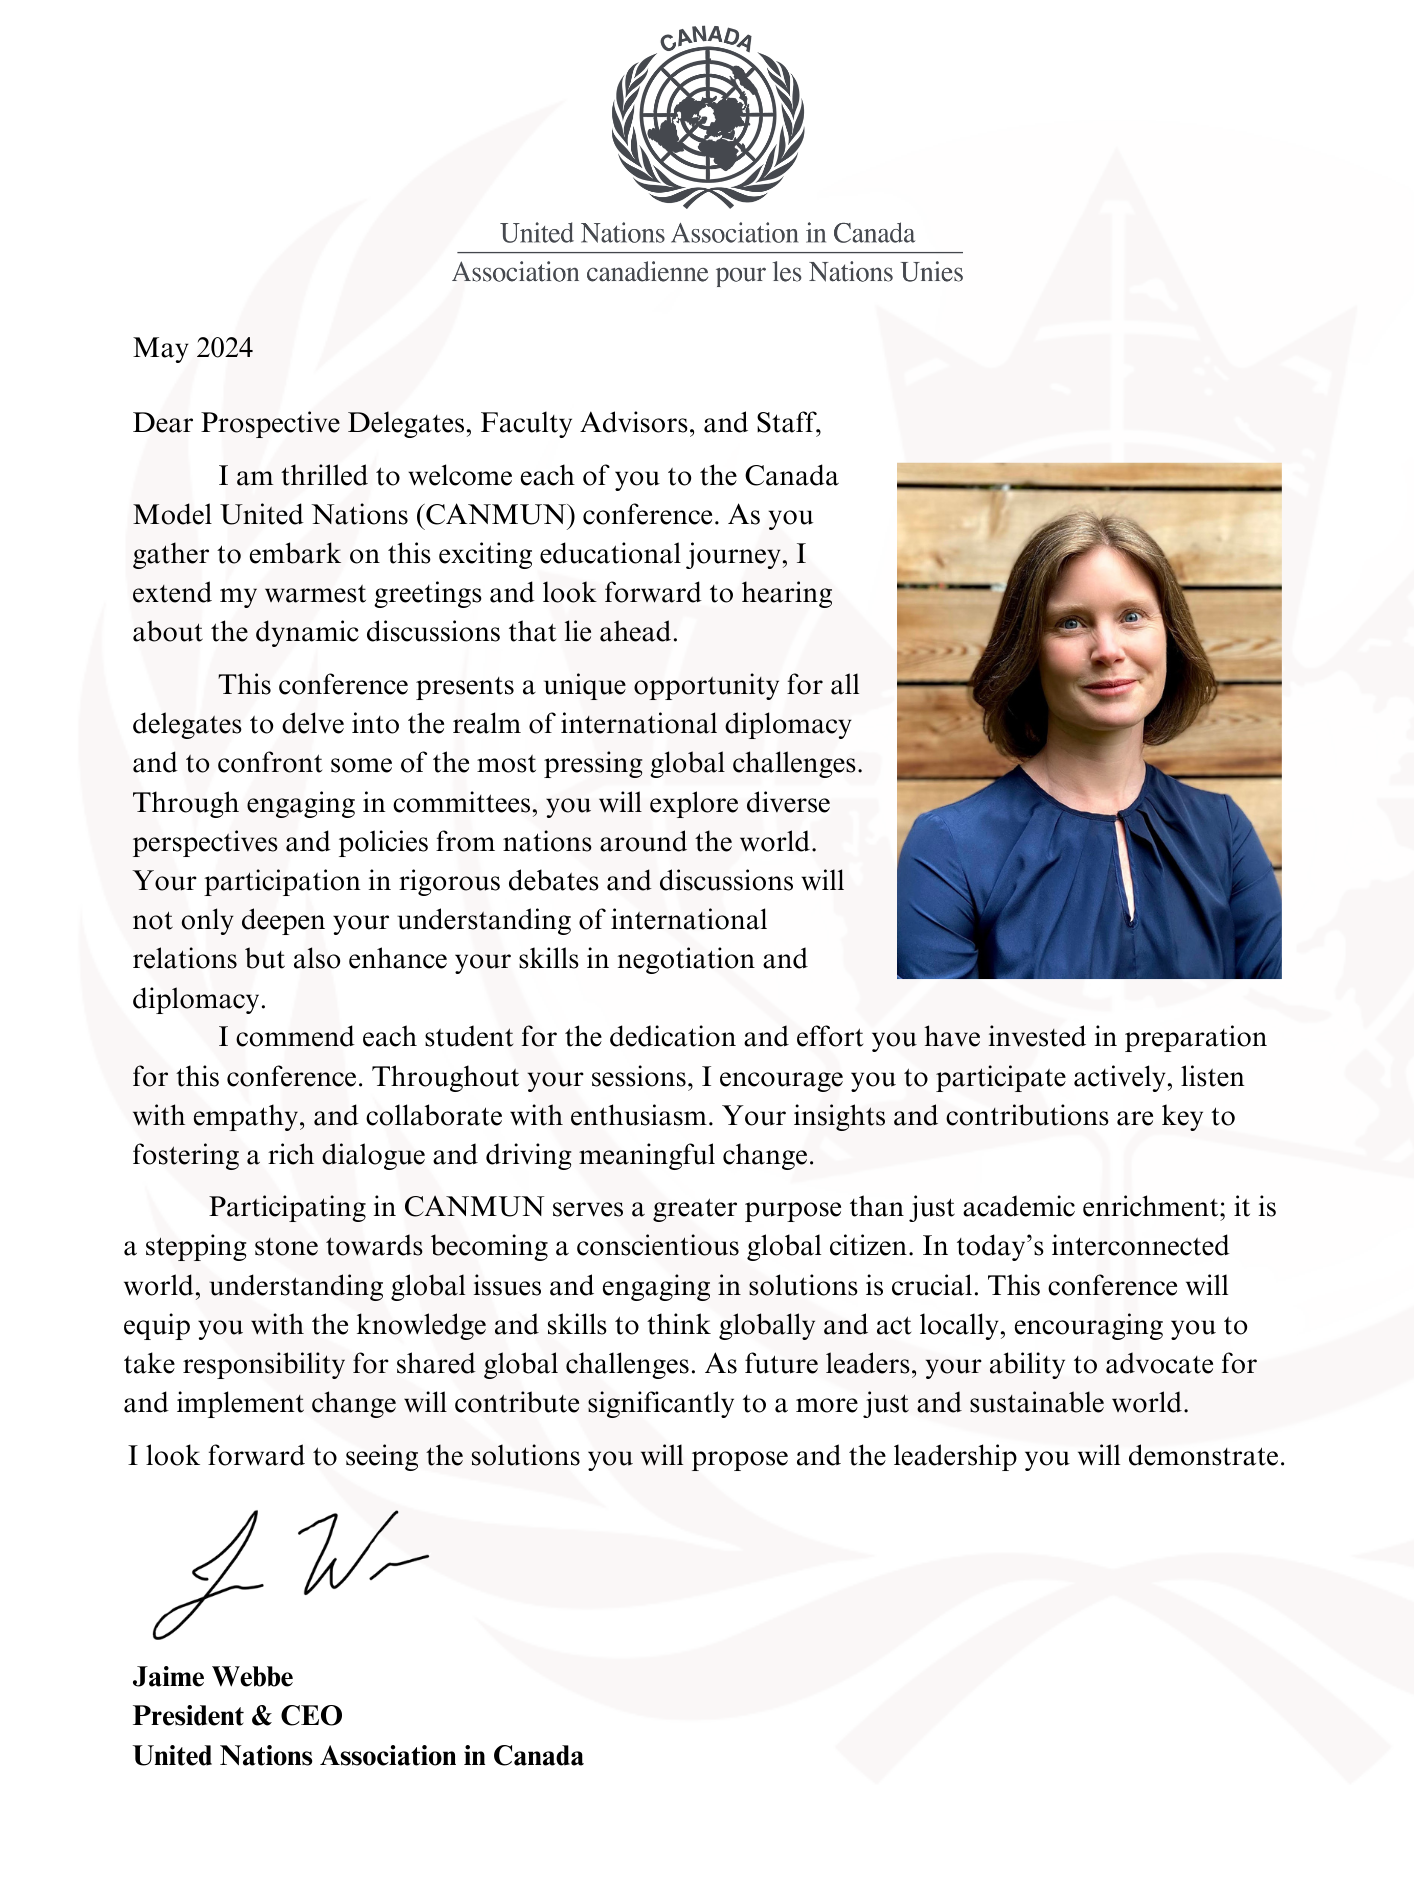 CANADA
United Nations Association in Canada
Association canadienne pour les Nations Unies
May 2024
Dear Prospective Delegates, Faculty Advisors, and Staff,
I am thrilled to welcome each of you to the Canada
Model United Nations (CANMUN) conference. As you
gather to embark on this exciting educational journey, I
extend my warmest greetings and look forward to hearing
about the dynamic discussions that lie ahead.
This conference presents a unique opportunity for all
delegates to delve into the realm of international diplomacy
and to confront some of the most pressing global challenges.
Through engaging in committees, you will explore diverse
perspectives and policies from nations around the world.
Your participation in rigorous debates and discussions will
not only deepen your understanding of international
relations but also enhance your skills in negotiation and
diplomacy.
I commend each student for the dedication and effort you have invested in preparation
for this conference. Throughout your sessions, I encourage you to participate actively, listen
with empathy, and collaborate with enthusiasm. Your insights and contributions are key to
fostering a rich dialogue and driving meaningful change.
Participating in CANMUN serves a greater purpose than just academic enrichment; it is
a stepping stone towards becoming a conscientious global citizen. In today’s interconnected
world, understanding global issues and engaging in solutions is crucial. This conference will
equip you with the knowledge and skills to think globally and act locally, encouraging you to
take responsibility for shared global challenges. As future leaders, your ability to advocate for
and implement change will contribute significantly to a more just and sustainable world.
I look forward to seeing the solutions you will propose and the leadership you will demonstrate.
Jaime Webbe
President & CEO
United Nations Association in Canada